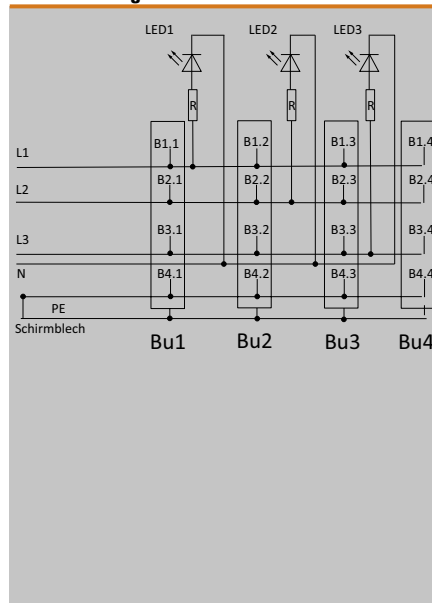 LED1 LED2 LED3
R R R
B1.1 B1.2 B1.3 B1.4
L1
B2.1 B2.2 B2.3 B2.4
L2
B3.1 B3.2 B3.3 B3.4
L3
N B4.1 B4.2 B4.3 B4.4
PE
Schirmblech
Bu1 Bu2 Bu3 Bu4